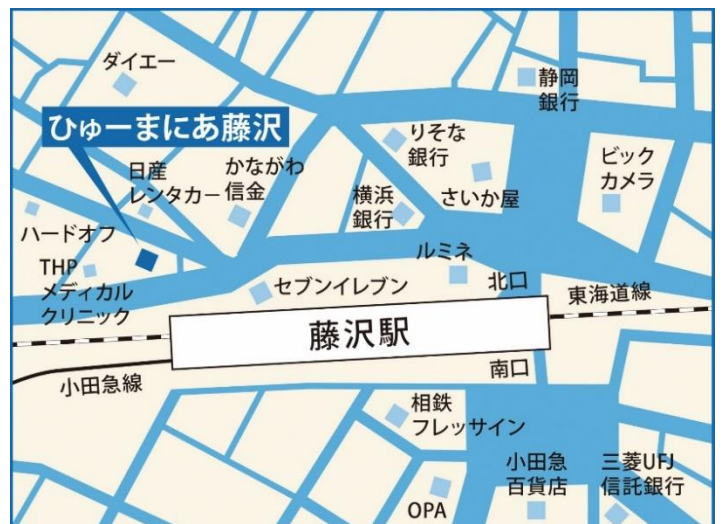 ダイエー
静岡
銀行
ひゅーまにあ藤沢
りそな
銀行
日産
レンタカー
かながわ
信金
横浜
銀行
さいか屋
ビック
カメラ
ハードオフ
THP
メディカル
クリニック
セブンイレブン
ルミネ
北口
東海道線
藤沢駅
小田急線
南口
相鉄
フレッサイン
小田急
百貨店
三菱UFJ
信託銀行
OPA